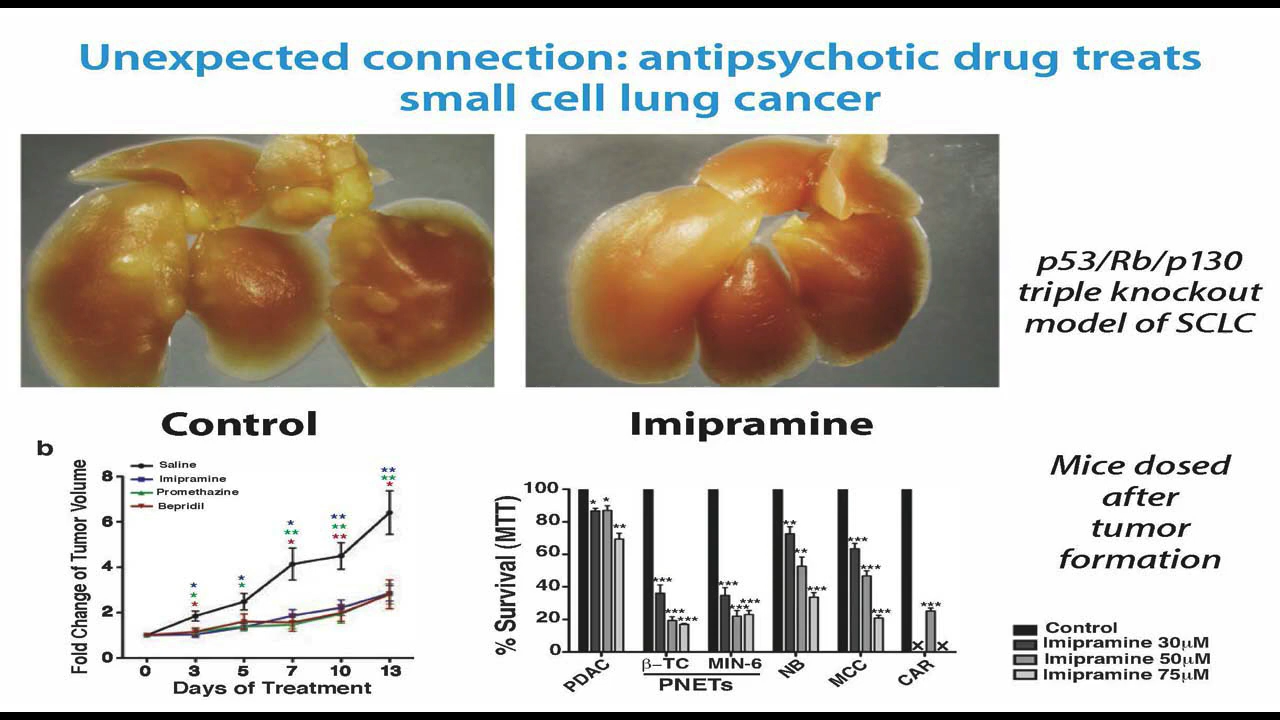 Unexpected connection: antipsychotic drug treats
small cell lung cancer
p53/Rb/p130
triple knockout
model of SCLC
Control
Imipramine
b
Fold Change of Tumor Volume
8
6
4
2
0
Saline
Imipramine
Promethazine
Bepridil
** ** *
* ** *
** ** **
* * *
* *
0 3 5 7 10 13
Days of Treatment
% Survival (MTT)
100
80
60
40
20
0
* * **
*** *** ***
*** *** ***
** ** ***
*** *** ***
x *** x
PDAC β–TC MIN-6 NB MCC CAR
PNETs
Mice dosed
after
tumor
formation
Control
Imipramine 30μM
Imipramine 50μM
Imipramine 75μM